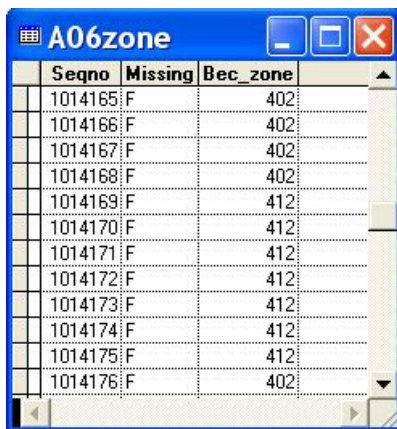 A06zone
Seqno Missing Bec_zone
1014165 F 402
1014166 F 402
1014167 F 402
1014168 F 402
1014169 F 412
1014170 F 412
1014171 F 412
1014172 F 412
1014173 F 412
1014174 F 412
1014175 F 412
1014176 F 402